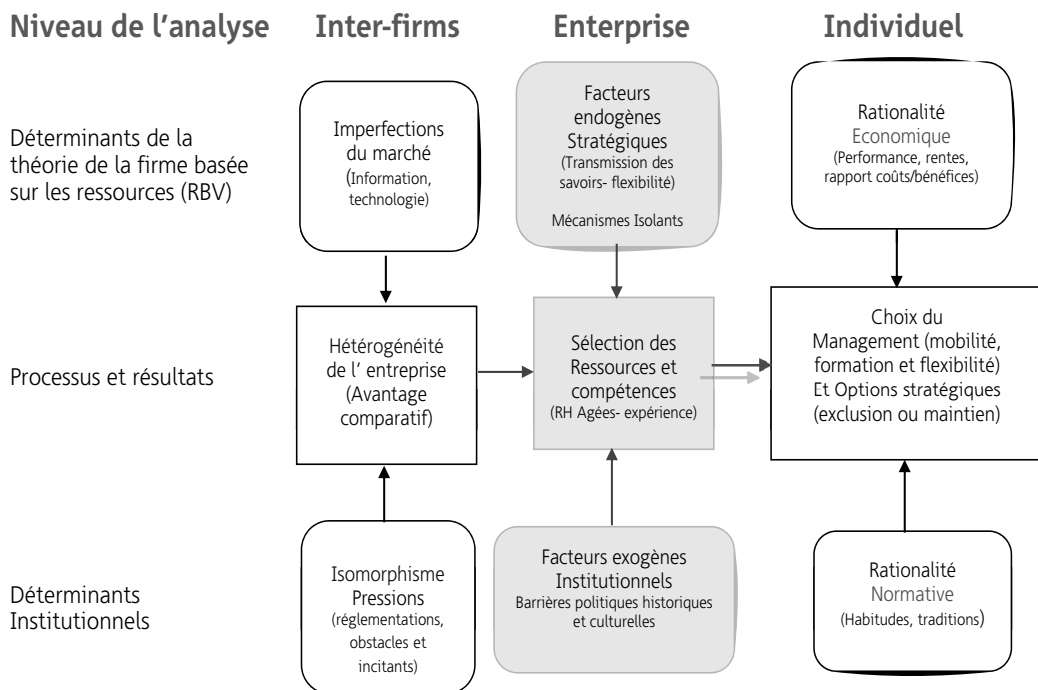 Niveau de l'analyse
Inter-firms
Enterprise
Individuel
Déterminants de la
théorie de la firme basée
sur les ressources (RBV)
Imperfections
du marché
(Information,
technologie)
Facteurs
endogènes
Stratégiques
(Transmission des
savoirs- flexibilité)
Mécanismes Isolants
Rationalité
Economique
(Performance, rentes,
rapport coûts/bénéfices)
Processus et résultats
Hétérogénéité
de l' entreprise
(Avantage
comparatif)
Sélection des
Ressources et
compétences
(RH Agées- expérience)
Choix du
Management (mobilité,
formation et flexibilité)
Et Options stratégiques
(exclusion ou maintien)
Déterminants
Institutionnels
Isomorphisme
Pressions
(réglementations,
obstacles et
incitants)
Facteurs exogènes
Institutionnels
Barrières politiques historiques
et culturelles
Rationalité
Normative
(Habitudes, traditions)